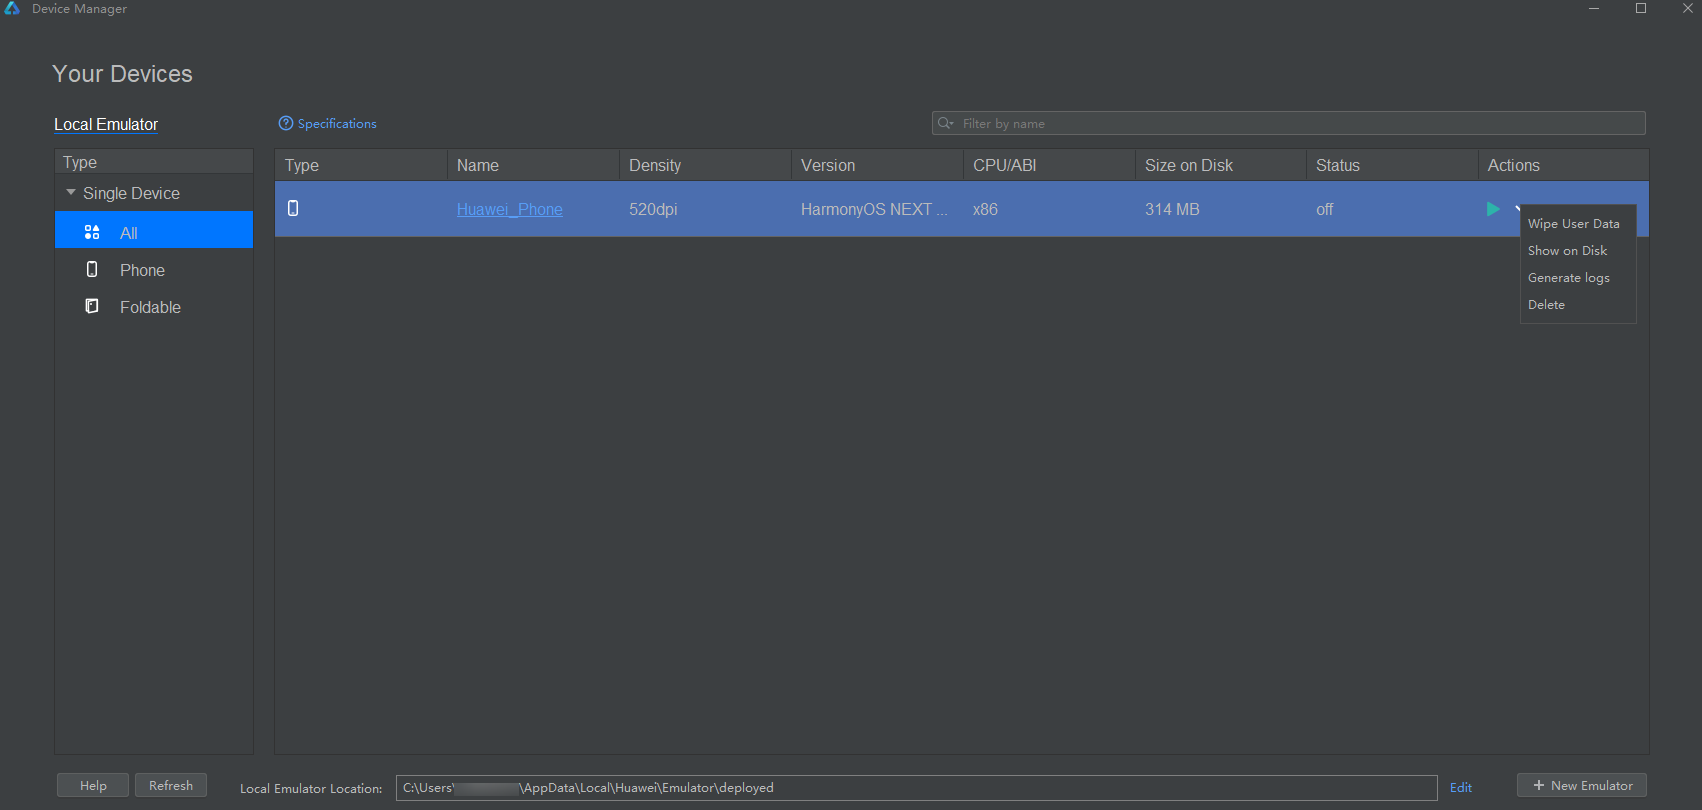 Device Manager
Your Devices
Local Emulator
Specifications
Filter by name
Type
Single Device
All
Phone
Foldable
Type Name Density Version CPU/ABI Size on Disk Status Actions
Huawei_Phone 520dpi HarmonyOS NEXT ... x86 314 MB off
Wipe User Data
Show on Disk
Generate logs
Delete
Help Refresh Local Emulator Location: C:\Users\ \AppData\Local\Huawei\Emulator\deployed Edit + New Emulator